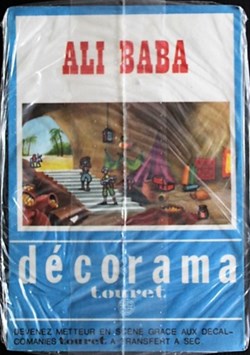 ALI BABA
décorama
touret
DEVENEZ METTEUR EN SCENE GRACE AUX DECAL-
COMANIES touret A TRANSFERT A SEC